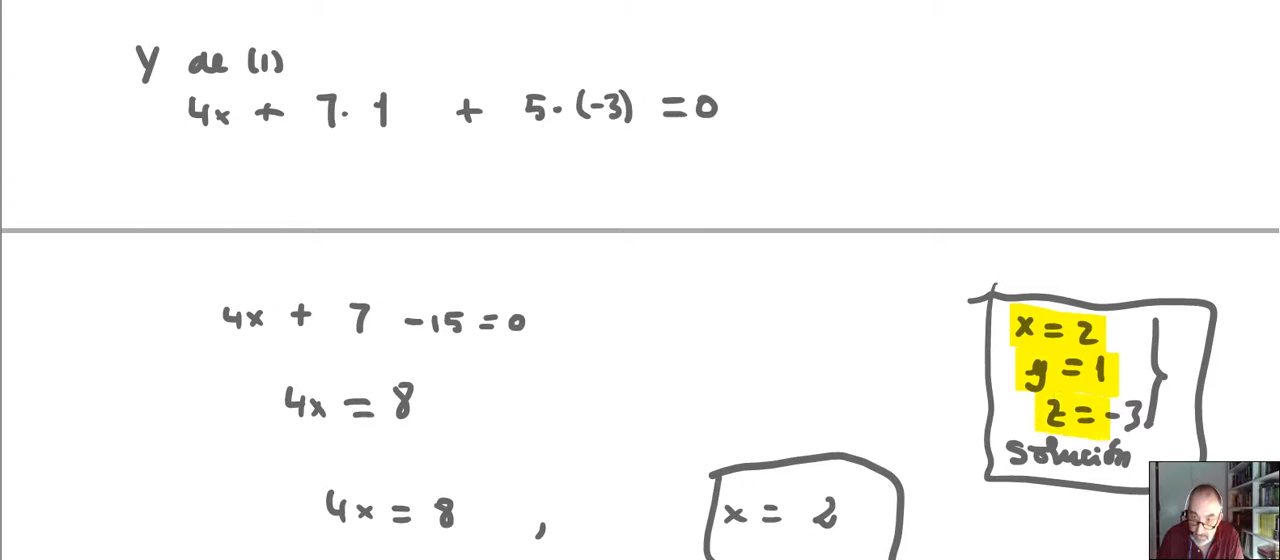 Y de (1)
4x + 7· 1 + 5·(-3) = 0
4x + 7 -15 = 0
4x = 8
4x = 8 , x = 2
x = 2
y = 1
z = -3
solución